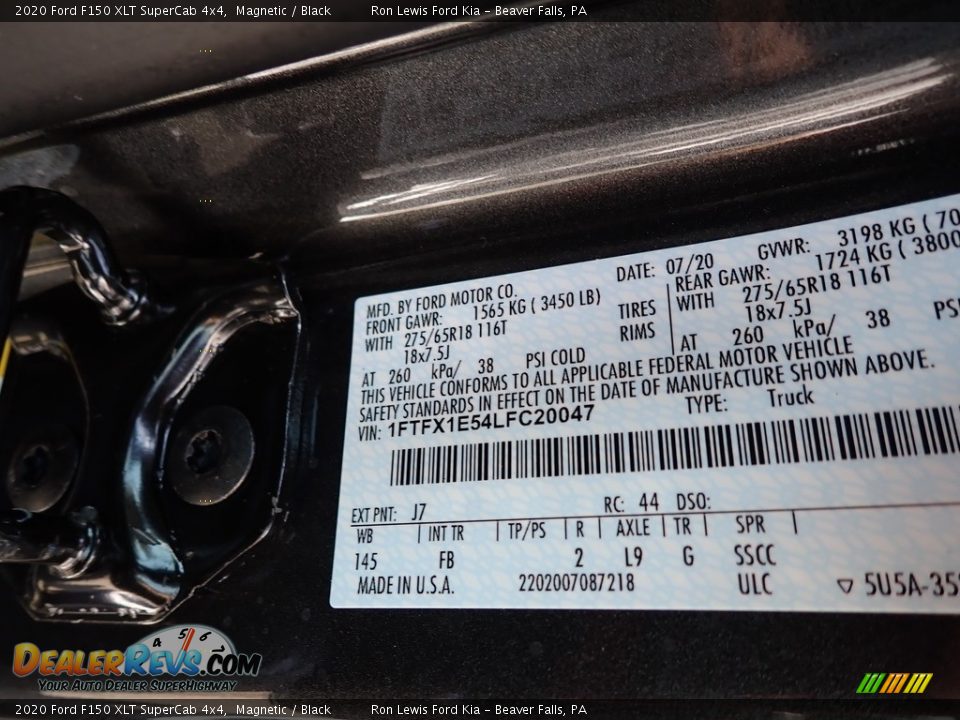 2020 Ford F150 XLT SuperCab 4x4,  Magnetic / Black          Ron Lewis Ford Kia - Beaver Falls, PA
MFD. BY FORD MOTOR CO.  DATE: 07/20  GVWR: 3198 KG ( 70
FRONT GAWR: 1565 KG ( 3450 LB)  REAR GAWR: 1724 KG ( 3800
WITH 275/65R18 116T  TIRES  WITH 275/65R18 116T
18x7.5J  RIMS  18x7.5J
AT 260 kPa/ 38 PSI COLD  AT 260 kPa/ 38 PSI
THIS VEHICLE CONFORMS TO ALL APPLICABLE FEDERAL MOTOR VEHICLE
SAFETY STANDARDS IN EFFECT ON THE DATE OF MANUFACTURE SHOWN ABOVE.
VIN: 1FTFX1E54LFC20047  TYPE: Truck
EXT PNT: J7  RC: 44 DSO:
WB | INT TR | TP/PS | R | AXLE | TR | SPR |
145  FB  2  L9  G  SSCC
MADE IN U.S.A.  2202007087218  ULC  ▽ 5U5A-35
DEALERREVS.COM
YOUR AUTO DEALER SUPERHIGHWAY
4 5 6
2020 Ford F150 XLT SuperCab 4x4,  Magnetic / Black          Ron Lewis Ford Kia - Beaver Falls, PA